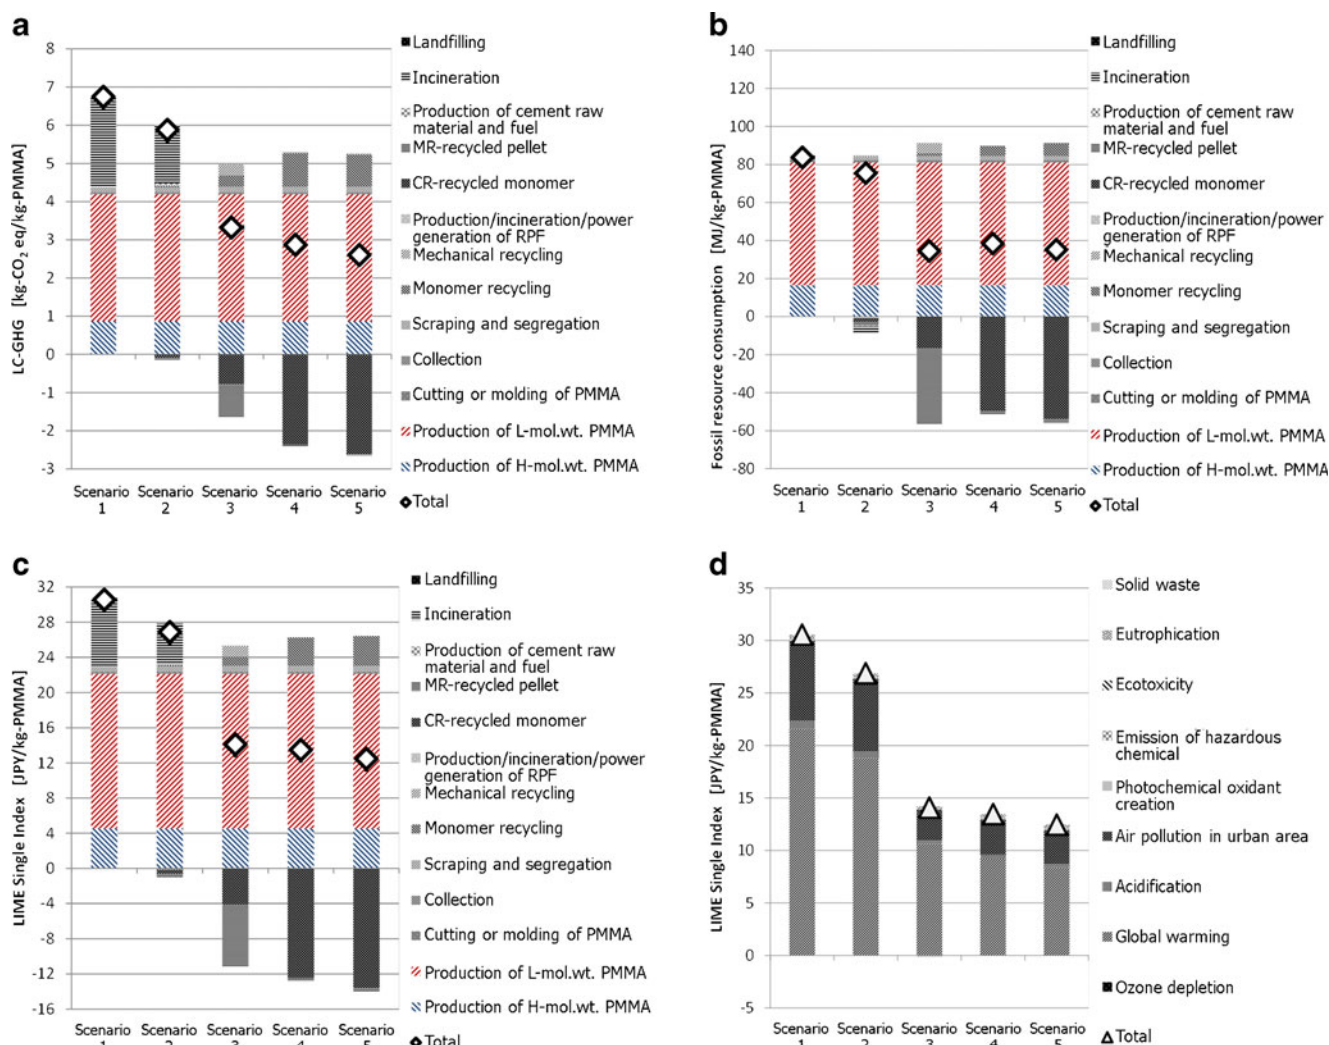 a
8
7
6
5
4
3
2
1
0
-1
-2
-3
LC-GHG [kg-CO2 eq/kg-PMMA]
Scenario 1
Scenario 2
Scenario 3
Scenario 4
Scenario 5
Landfilling
Incineration
Production of cement raw
material and fuel
MR-recycled pellet
CR-recycled monomer
Production/incineration/power
generation of RPF
Mechanical recycling
Monomer recycling
Scraping and segregation
Collection
Cutting or molding of PMMA
Production of L-mol.wt. PMMA
Production of H-mol.wt. PMMA
Total
b
140
120
100
80
60
40
20
0
-20
-40
-60
-80
Fossil resource consumption [MJ/kg-PMMA]
Scenario 1
Scenario 2
Scenario 3
Scenario 4
Scenario 5
Landfilling
Incineration
Production of cement raw
material and fuel
MR-recycled pellet
CR-recycled monomer
Production/incineration/power
generation of RPF
Mechanical recycling
Monomer recycling
Scraping and segregation
Collection
Cutting or molding of PMMA
Production of L-mol.wt. PMMA
Production of H-mol.wt. PMMA
Total
c
32
28
24
20
16
12
8
4
0
-4
-8
-12
-16
LIME Single Index [JPY/kg-PMMA]
Scenario 1
Scenario 2
Scenario 3
Scenario 4
Scenario 5
Landfilling
Incineration
Production of cement raw
material and fuel
MR-recycled pellet
CR-recycled monomer
Production/incineration/power
generation of RPF
Mechanical recycling
Monomer recycling
Scraping and segregation
Collection
Cutting or molding of PMMA
Production of L-mol.wt. PMMA
Production of H-mol.wt. PMMA
Total
d
35
30
25
20
15
10
5
0
-5
LIME Single Index [JPY/kg-PMMA]
Scenario 1
Scenario 2
Scenario 3
Scenario 4
Scenario 5
Solid waste
Eutrophication
Ecotoxicity
Emission of hazardous
chemical
Photochemical oxidant
creation
Air pollution in urban area
Acidification
Global warming
Ozone depletion
Total